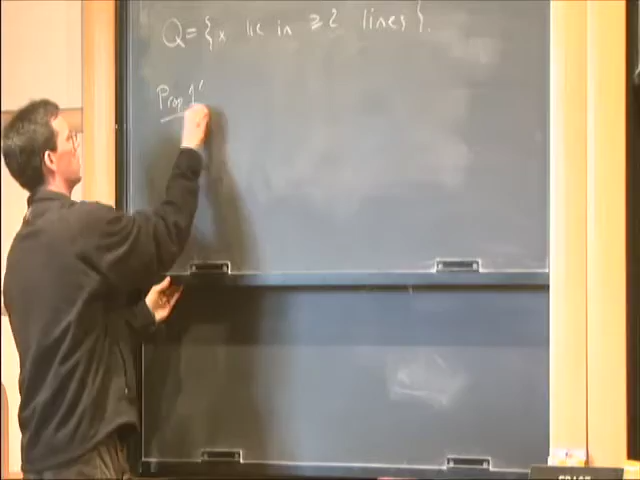 Q = { x lie in ≥ 2 lines }.
Prop 1'